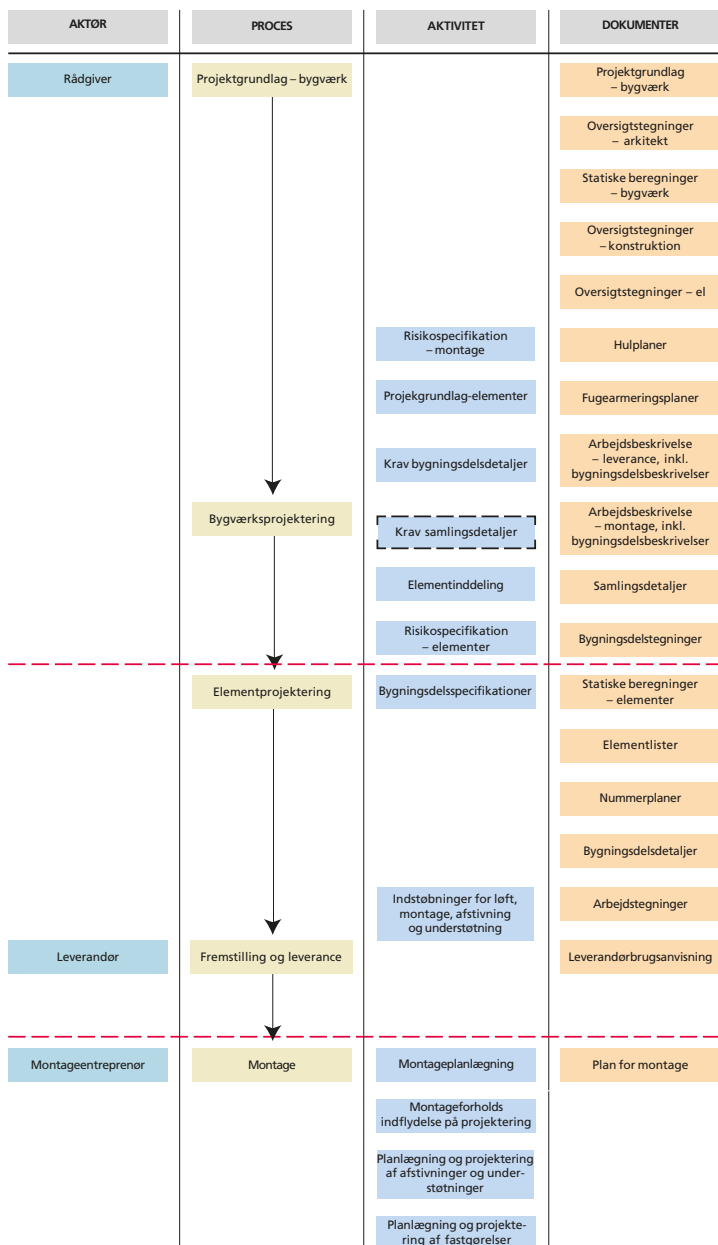 AKTØR
PROCES
AKTIVITET
DOKUMENTER
Rådgiver
Projektgrundlag – bygværk
Projektgrundlag
– bygværk
Oversigtstegninger
– arkitekt
Statiske beregninger
– bygværk
Oversigtstegninger
– konstruktion
Oversigtstegninger – el
Risikospecifikation
– montage
Hulplaner
Projekgrundlag-elementer
Fugearmeringsplaner
Krav bygningsdelsdetaljer
Arbejdsbeskrivelse
– leverance, inkl.
bygningsdelsbeskrivelser
Bygværksprojektering
Krav samlingsdetaljer
Arbejdsbeskrivelse
– montage, inkl.
bygningsdelsbeskrivelser
Elementinddeling
Samlingsdetaljer
Risikospecifikation
– elementer
Bygningsdelstegninger
Elementprojektering
Bygningsdelsspecifikationer
Statiske beregninger
– elementer
Elementlister
Nummerplaner
Bygningsdelsdetaljer
Indstøbninger for løft,
montage, afstivning
og understøtning
Arbejdstegninger
Leverandør
Fremstilling og leverance
Leverandørbrugsanvisning
Montageentreprenør
Montage
Montageplanlægning
Plan for montage
Montageforholds
indflydelse på projektering
Planlægning og projektering
af afstivninger og under-
støtninger
Planlægning og projekte-
ring af fastgørelser